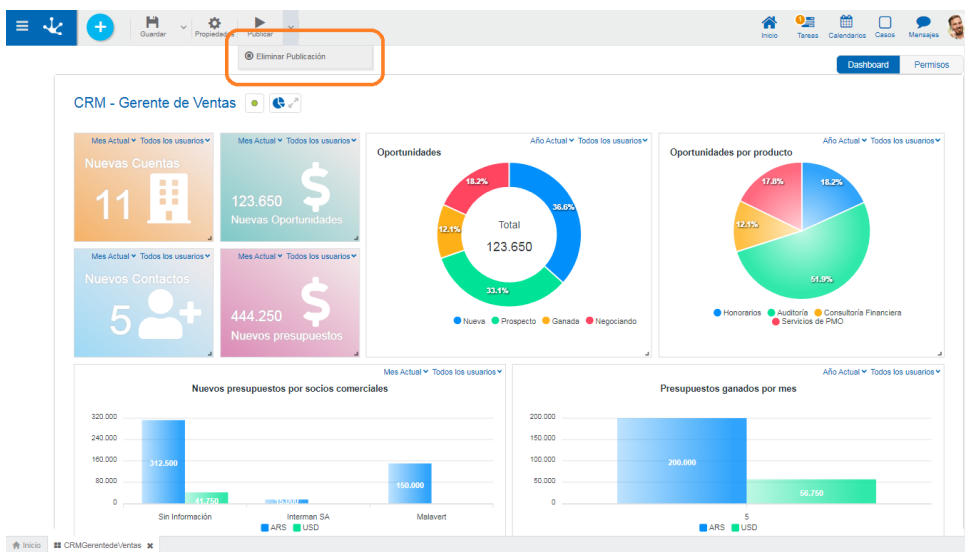 Guardar
Propiedades
Publicar
Inicio
1
Tareas
Calendarios
Casos
Mensajes
Eliminar Publicación
Dashboard
Permisos
CRM - Gerente de Ventas
Mes Actual Todos los usuarios
Nuevas Cuentas
11
Mes Actual Todos los usuarios
123.650
Nuevas Oportunidades
Mes Actual Todos los usuarios
Nuevos Contactos
5
Mes Actual Todos los usuarios
444.250
Nuevos presupuestos
Año Actual Todos los usuarios
Oportunidades
18.2%
36.6%
12.1%
33.1%
Total
123.650
Nueva Prospecto Ganada Negociando
Año Actual Todos los usuarios
Oportunidades por producto
17.8%
18.2%
12.1%
51.9%
Honorarios Auditoría Consultoría Financiera
Servicios de PMO
Mes Actual Todos los usuarios
Nuevos presupuestos por socios comerciales
320.000
240.000
160.000
80.000
0
312.500
41.750
15.000
150.000
Sin Información Interman SA Malavert
ARS USD
Año Actual Todos los usuarios
Presupuestos ganados por mes
200.000
150.000
100.000
50.000
0
200.000
56.750
5
ARS USD
Inicio
CRMGerentedeVentas